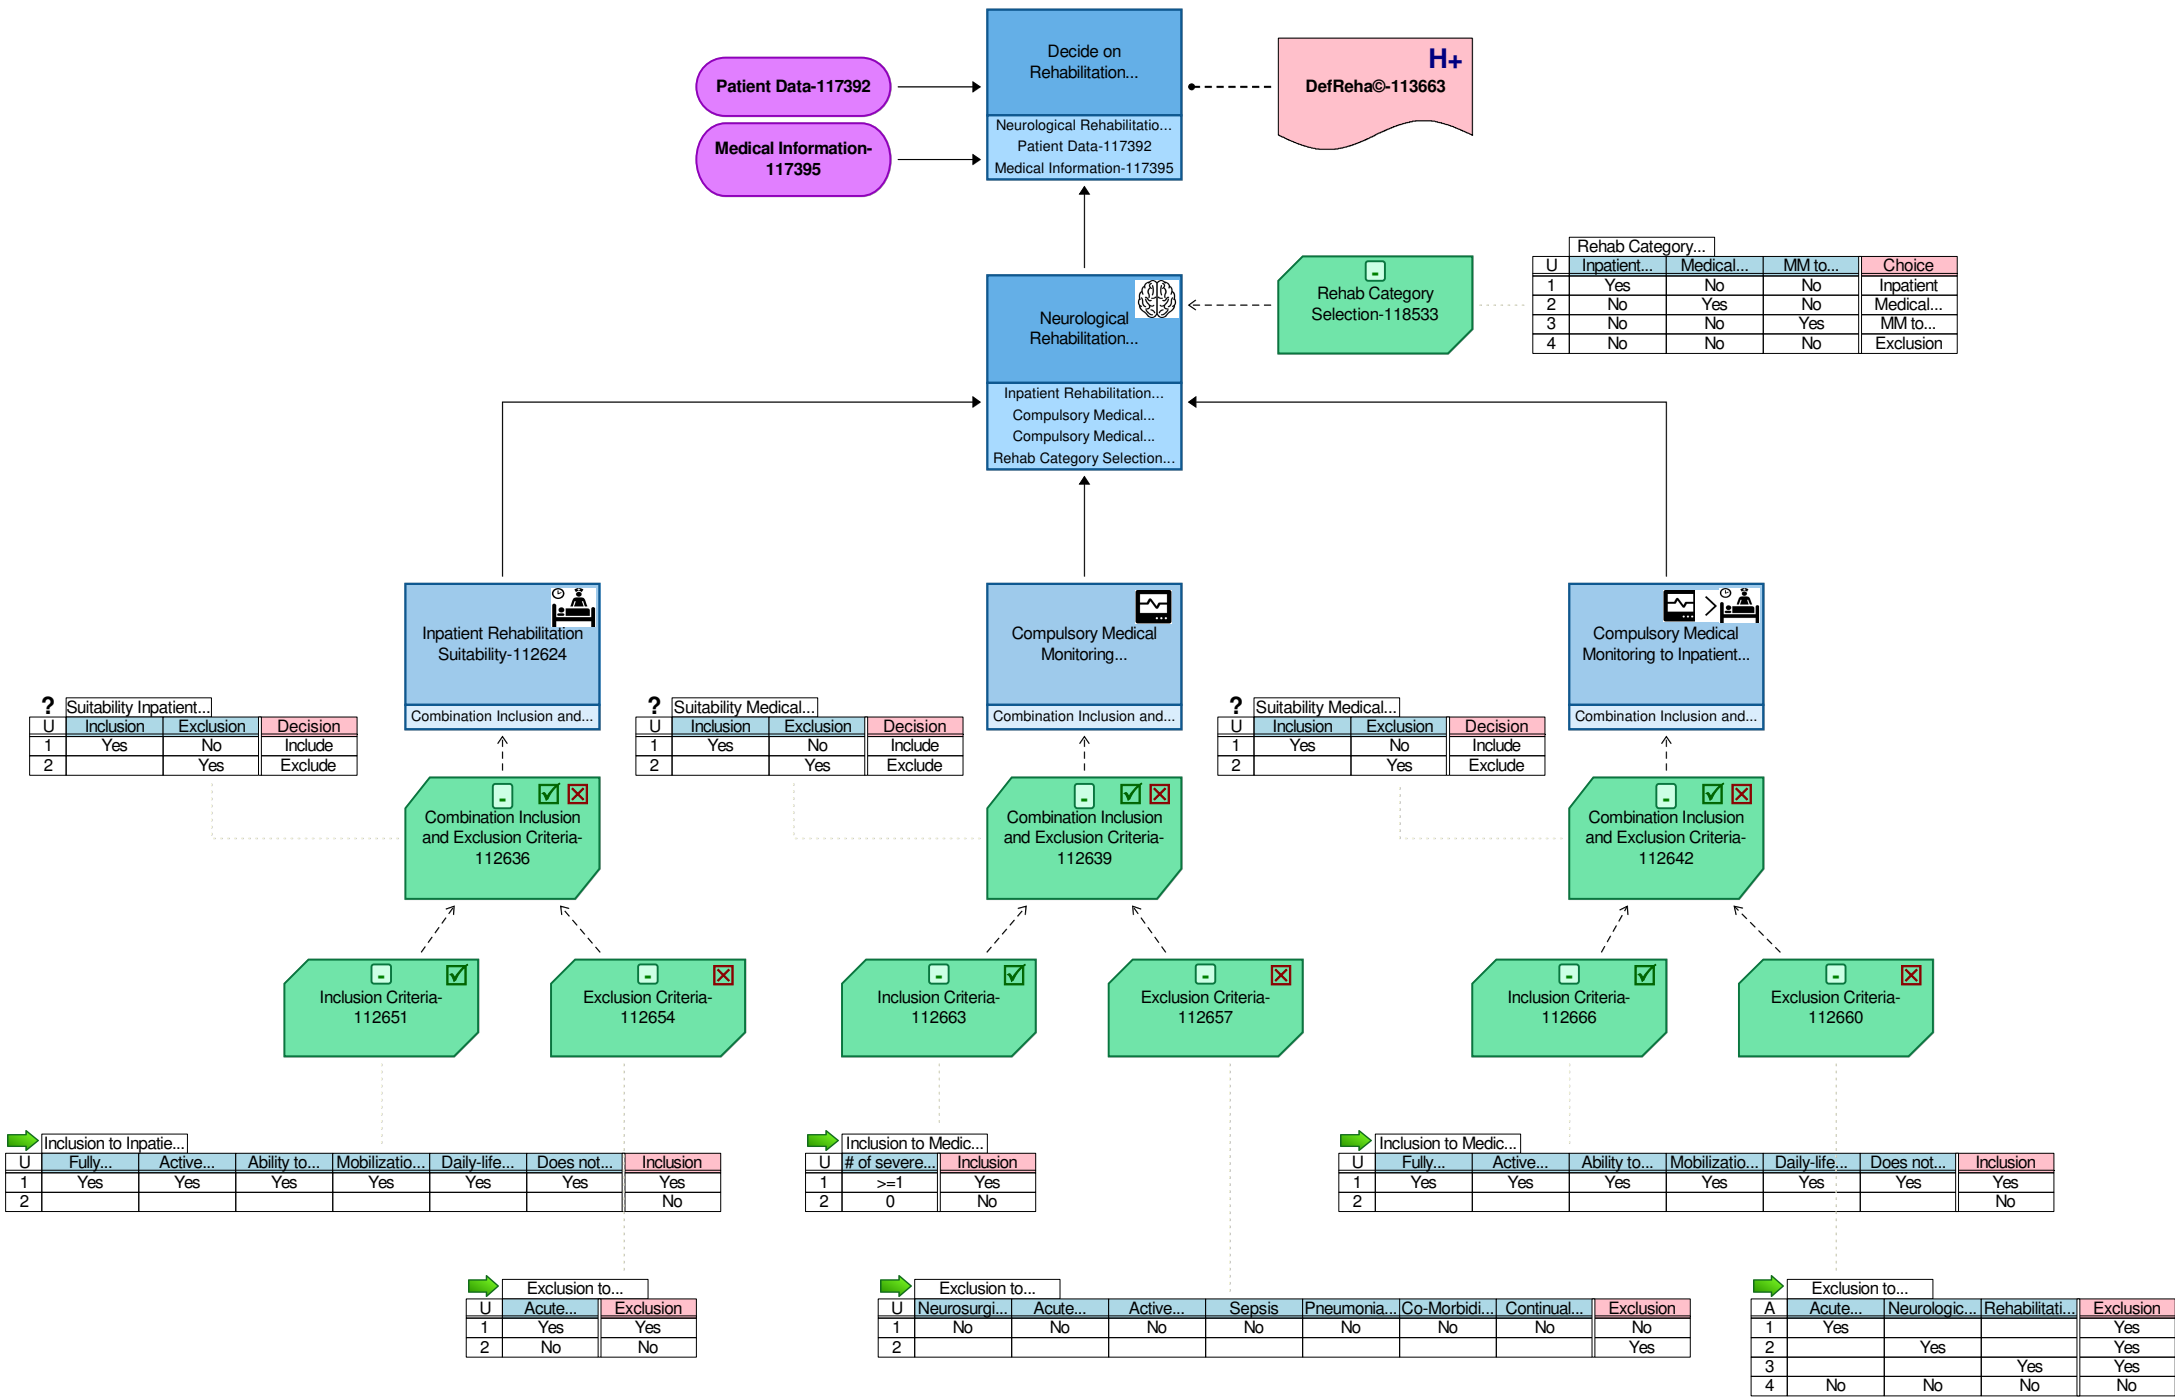 Decide on
Rehabilitation...
Neurological Rehabilitatio...
Patient Data-117392
Medical Information-117395
Patient Data-117392
Medical Information-
117395
H+
DefReha©-113663
Neurological
Rehabilitation...
Inpatient Rehabilitation...
Compulsory Medical...
Compulsory Medical...
Rehab Category Selection...
-
Rehab Category
Selection-118533
Rehab Category...
U Inpatient... Medical... MM to... Choice
1 Yes No No Inpatient
2 No Yes No Medical...
3 No No Yes MM to...
4 No No No Exclusion
Inpatient Rehabilitation
Suitability-112624
Combination Inclusion and...
Compulsory Medical
Monitoring...
Combination Inclusion and...
>
Compulsory Medical
Monitoring to Inpatient...
Combination Inclusion and...
? Suitability Inpatient...
U Inclusion Exclusion Decision
1 Yes No Include
2 Yes Exclude
? Suitability Medical...
U Inclusion Exclusion Decision
1 Yes No Include
2 Yes Exclude
? Suitability Medical...
U Inclusion Exclusion Decision
1 Yes No Include
2 Yes Exclude
-
Combination Inclusion
and Exclusion Criteria-
112636
-
Combination Inclusion
and Exclusion Criteria-
112639
-
Combination Inclusion
and Exclusion Criteria-
112642
-
Inclusion Criteria-
112651
-
Exclusion Criteria-
112654
-
Inclusion Criteria-
112663
-
Exclusion Criteria-
112657
-
Inclusion Criteria-
112666
-
Exclusion Criteria-
112660
Inclusion to Inpatie...
U Fully... Active... Ability to... Mobilizatio... Daily-life... Does not... Inclusion
1 Yes Yes Yes Yes Yes Yes Yes
2 No
Inclusion to Medic...
U # of severe... Inclusion
1 >=1 Yes
2 0 No
Inclusion to Medic...
U Fully... Active... Ability to... Mobilizatio... Daily-life... Does not... Inclusion
1 Yes Yes Yes Yes Yes Yes Yes
2 No
Exclusion to...
U Acute... Exclusion
1 Yes Yes
2 No No
Exclusion to...
U Neurosurgi... Acute... Active... Sepsis Pneumonia... Co-Morbidi... Continual... Exclusion
1 No No No No No No No No
2 Yes
Exclusion to...
A Acute... Neurologic... Rehabilitati... Exclusion
1 Yes Yes
2 Yes Yes
3 Yes Yes
4 No No No No